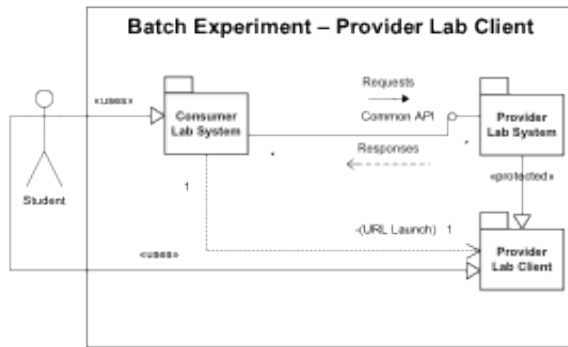 Batch Experiment – Provider Lab Client
«uses»
Requests
Consumer
Lab System
Common API
Provider
Lab System
*
*
Responses
«protected»
Student
1
-(URL Launch)
1
«uses»
Provider
Lab Client